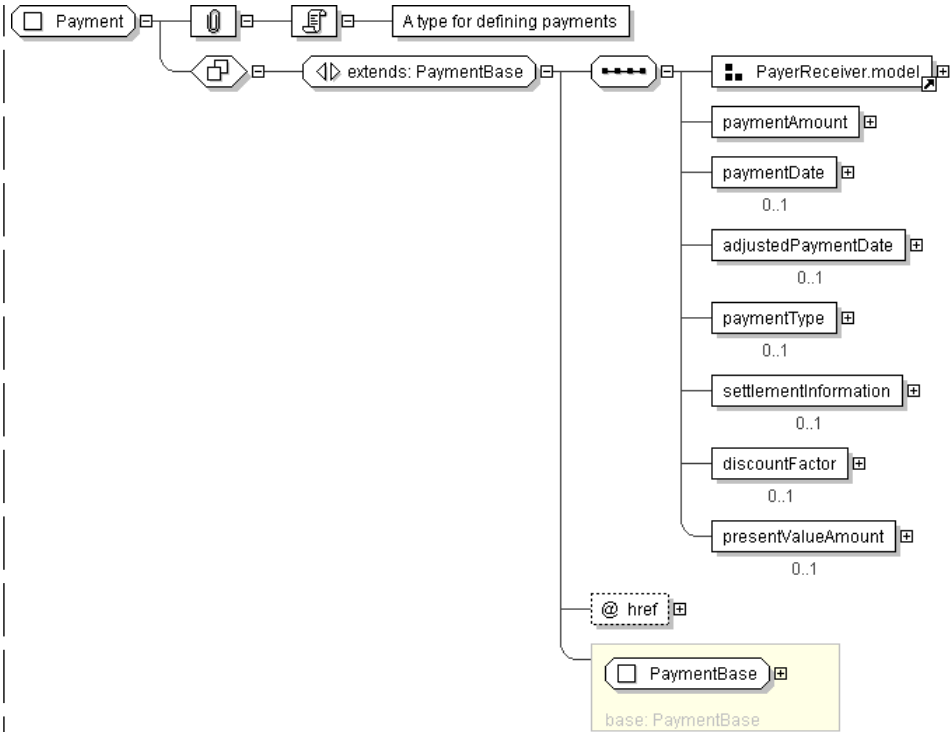 Payment
A type for defining payments
extends: PaymentBase
PayerReceiver.model
paymentAmount
paymentDate
0..1
adjustedPaymentDate
0..1
paymentType
0..1
settlementInformation
0..1
discountFactor
0..1
presentValueAmount
0..1
@ href
PaymentBase
base: PaymentBase